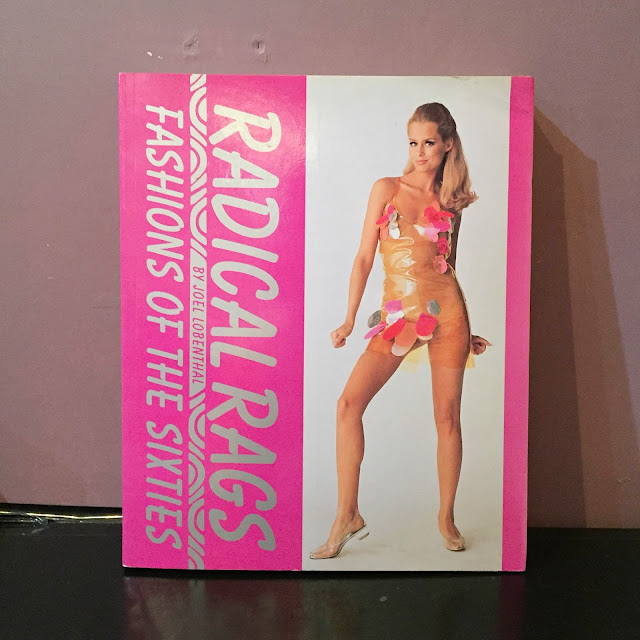 RADICAL RAGS
BY JOEL LOBENTHAL
FASHIONS OF THE SIXTIES